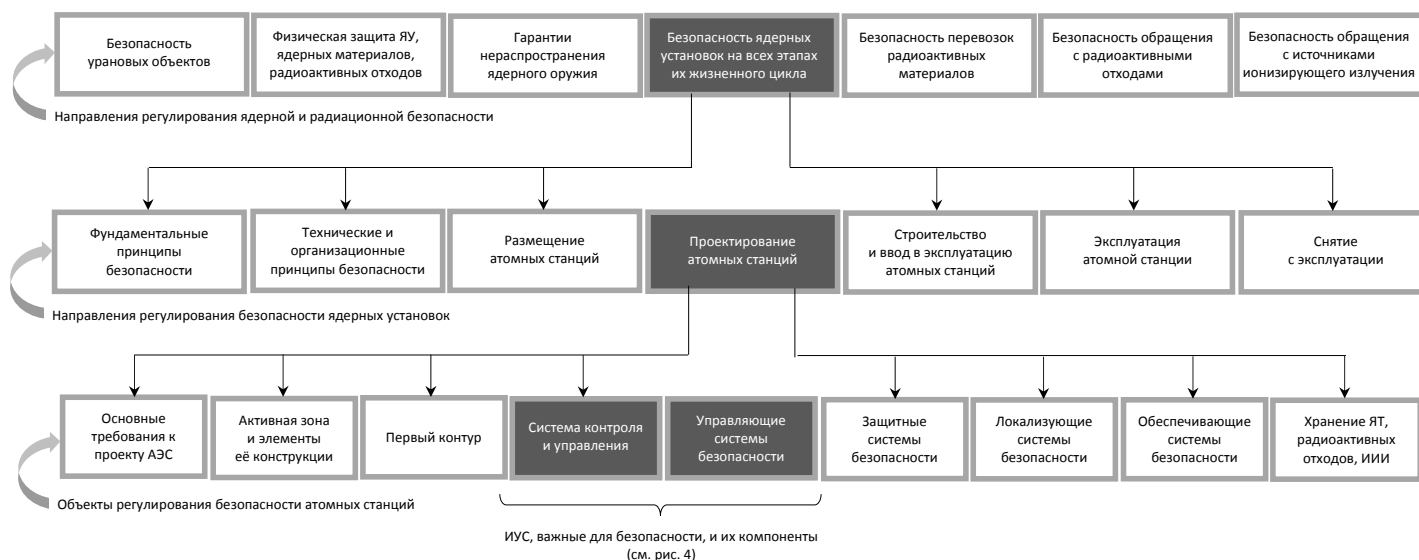 Безопасность
урановых объектов
Физическая защита ЯУ,
ядерных материалов,
радиоактивных отходов
Гарантии
нераспространения
ядерного оружия
Безопасность ядерных
установок на всех этапах
их жизненного цикла
Безопасность перевозок
радиоактивных
материалов
Безопасность обращения
с радиоактивными
отходами
Безопасность обращения
с источниками
ионизирующего излучения
Направления регулирования ядерной и радиационной безопасности
Фундаментальные
принципы
безопасности
Технические и
организационные
принципы безопасности
Размещение
атомных станций
Проектирование
атомных станций
Строительство
и ввод в эксплуатацию
атомных станций
Эксплуатация
атомной станции
Снятие
с эксплуатации
Направления регулирования безопасности ядерных установок
Основные
требования к
проекту АЭС
Активная зона
и элементы
её конструкции
Первый контур
Система контроля
и управления
Управляющие
системы
безопасности
Защитные
системы
безопасности
Локализующие
системы
безопасности
Обеспечивающие
системы
безопасности
Хранение ЯТ,
радиоактивных
отходов, ИИИ
Объекты регулирования безопасности атомных станций
ИУС, важные для безопасности, и их компоненты
(см. рис. 4)